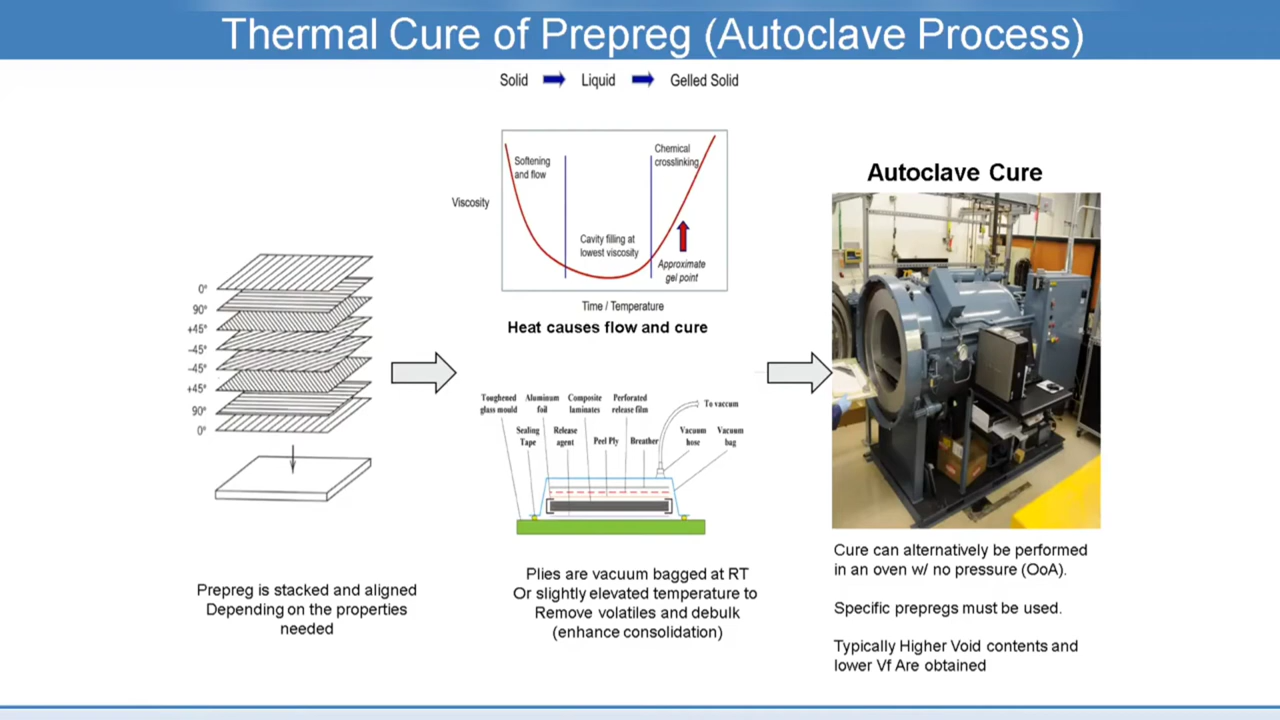 Thermal Cure of Prepreg (Autoclave Process)
Solid Liquid Gelled Solid
Softening
and flow
Chemical
crosslinking
Viscosity
Cavity filling at
lowest viscosity
Approximate
gel point
Time / Temperature
Heat causes flow and cure
0°
90°
+45°
-45°
-45°
+45°
90°
0°
Prepreg is stacked and aligned
Depending on the properties
needed
Toughened
glass mould
Aluminum
foil
Composite
laminates
Perforated
release film
To vaccum
Sealing
Tape
Release
agent
Peel Ply
Breather
Vacuum
hose
Vacuum
bag
Plies are vacuum bagged at RT
Or slightly elevated temperature to
Remove volatiles and debulk
(enhance consolidation)
Autoclave Cure
Cure can alternatively be performed
in an oven w/ no pressure (OoA).
Specific prepregs must be used.
Typically Higher Void contents and
lower Vf Are obtained